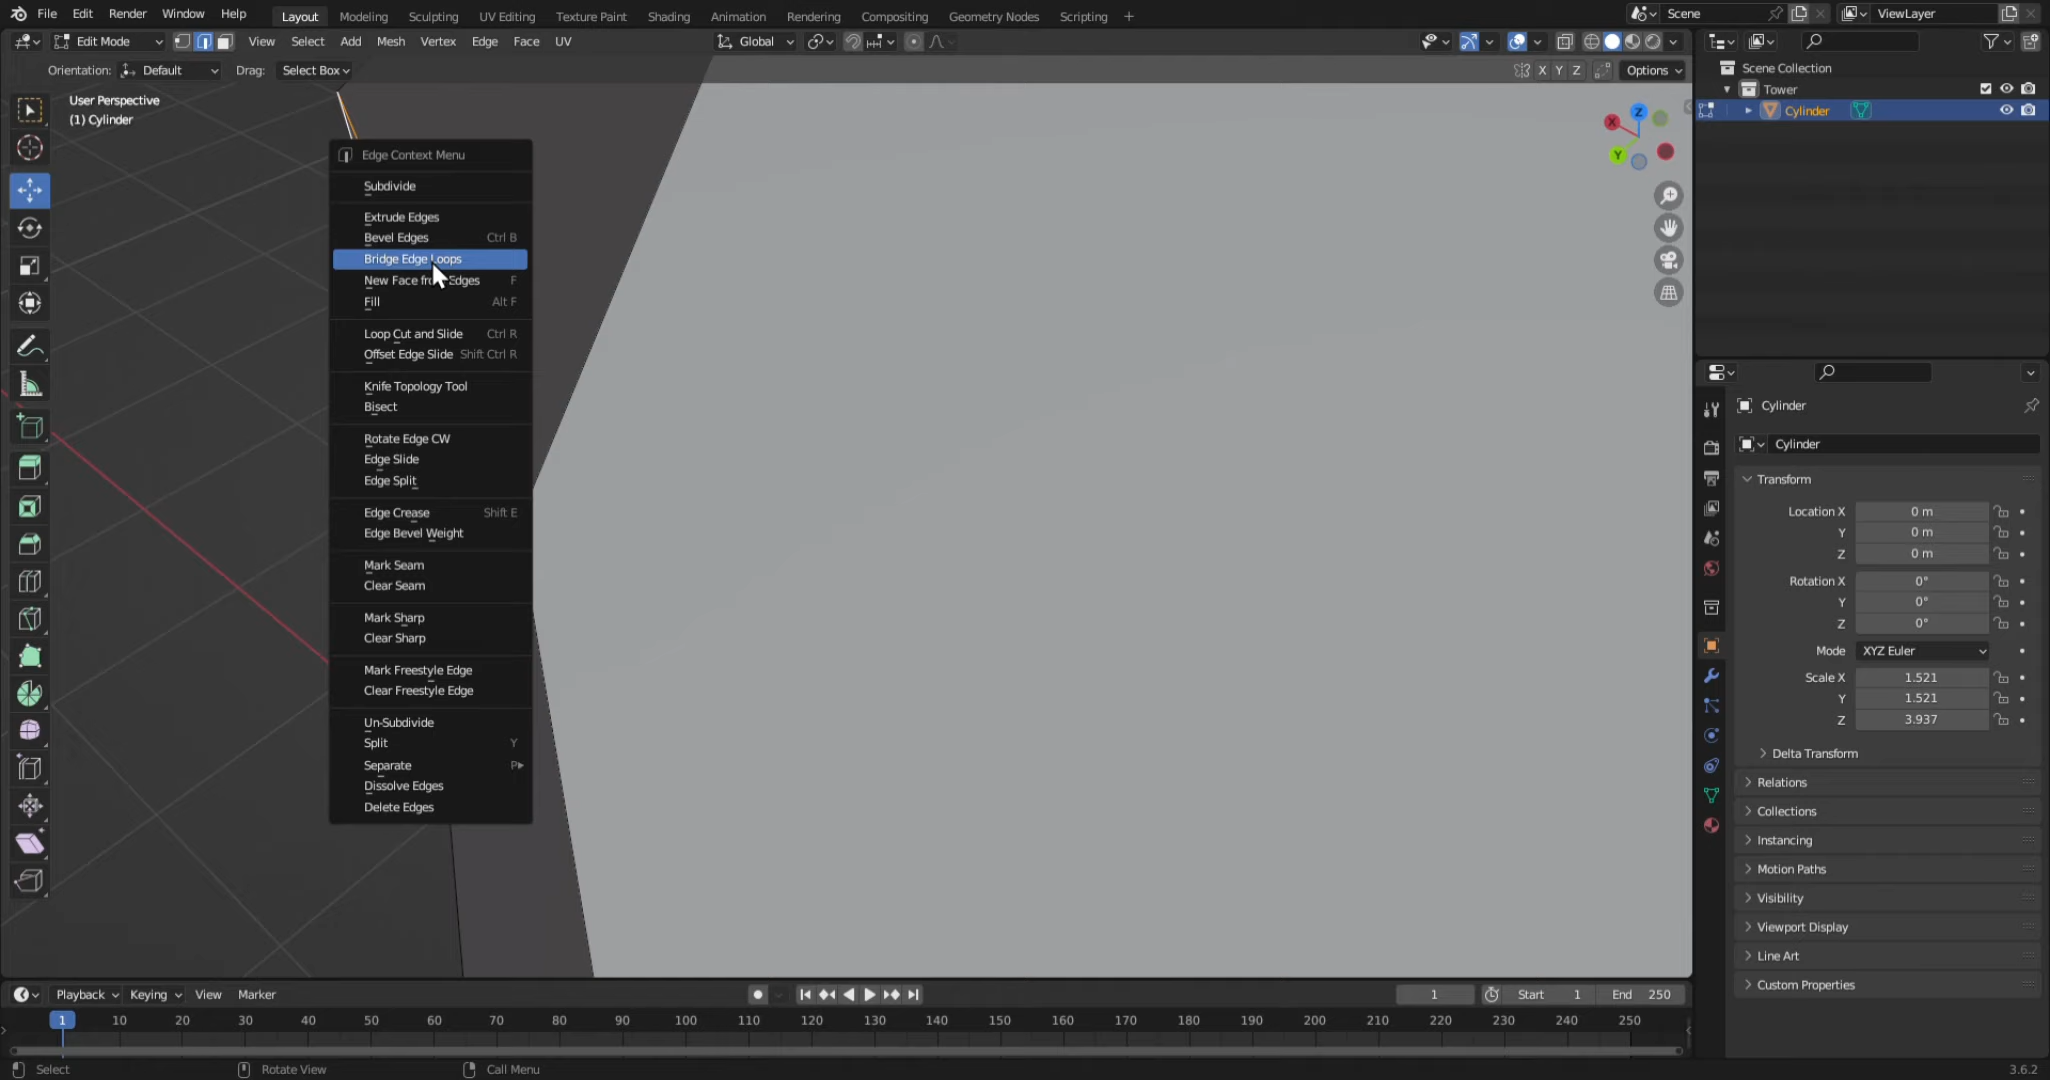 File Edit Render Window Help Layout Modeling Sculpting UV Editing Texture Paint Shading Animation Rendering Compositing Geometry Nodes Scripting + Scene ViewLayer
Edit Mode View Select Add Mesh Vertex Edge Face UV Global
Orientation: Default Drag: Select Box X Y Z Options
User Perspective
(1) Cylinder
Z
X
Y
Edge Context Menu
Subdivide
Extrude Edges
Bevel Edges Ctrl B
Bridge Edge Loops
New Face from Edges F
Fill Alt F
Loop Cut and Slide Ctrl R
Offset Edge Slide Shift Ctrl R
Knife Topology Tool
Bisect
Rotate Edge CW
Edge Slide
Edge Split
Edge Crease Shift E
Edge Bevel Weight
Mark Seam
Clear Seam
Mark Sharp
Clear Sharp
Mark Freestyle Edge
Clear Freestyle Edge
Un-Subdivide
Split Y
Separate P
Dissolve Edges
Delete Edges
Scene Collection
Tower
Cylinder
Cylinder
Cylinder
Transform
Location X 0 m
Y 0 m
Z 0 m
Rotation X 0°
Y 0°
Z 0°
Mode XYZ Euler
Scale X 1.521
Y 1.521
Z 3.937
Delta Transform
Relations
Collections
Instancing
Motion Paths
Visibility
Viewport Display
Line Art
Custom Properties
Playback Keying View Marker 1 Start 1 End 250
1 10 20 30 40 50 60 70 80 90 100 110 120 130 140 150 160 170 180 190 200 210 220 230 240 250
Select Rotate View Call Menu 3.6.2